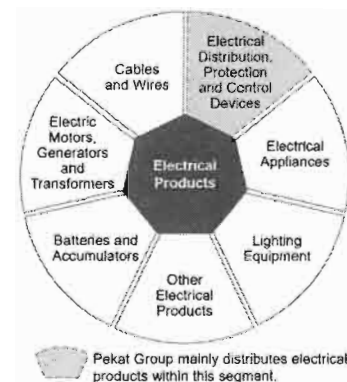 Electrical
Distribution,
Protection
and Control
Devices
Electrical
Appliances
Lighting
Equipment
Other
Electrical
Products
Batteries and
Accumulators
Electric
Motors,
Generators
and
Transformers
Cables
and Wires
Electrical
Products
Pekat Group mainly distributes electrical
products within this segment.